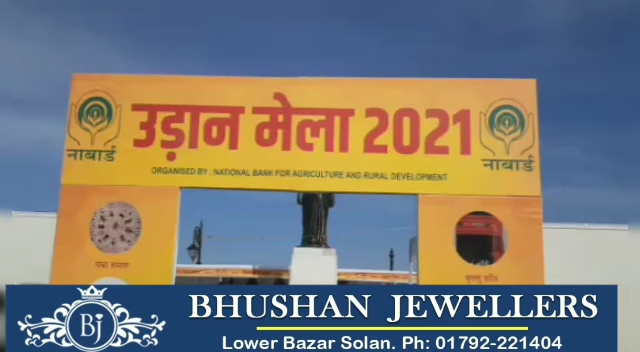 उड़ान मेला 2021
नाबार्ड
नाबार्ड
ORGANISED BY : NATIONAL BANK FOR AGRICULTURE AND RURAL DEVELOPMENT
चंबा रुमाल
BJ
BHUSHAN JEWELLERS
Lower Bazar Solan. Ph: 01792-221404